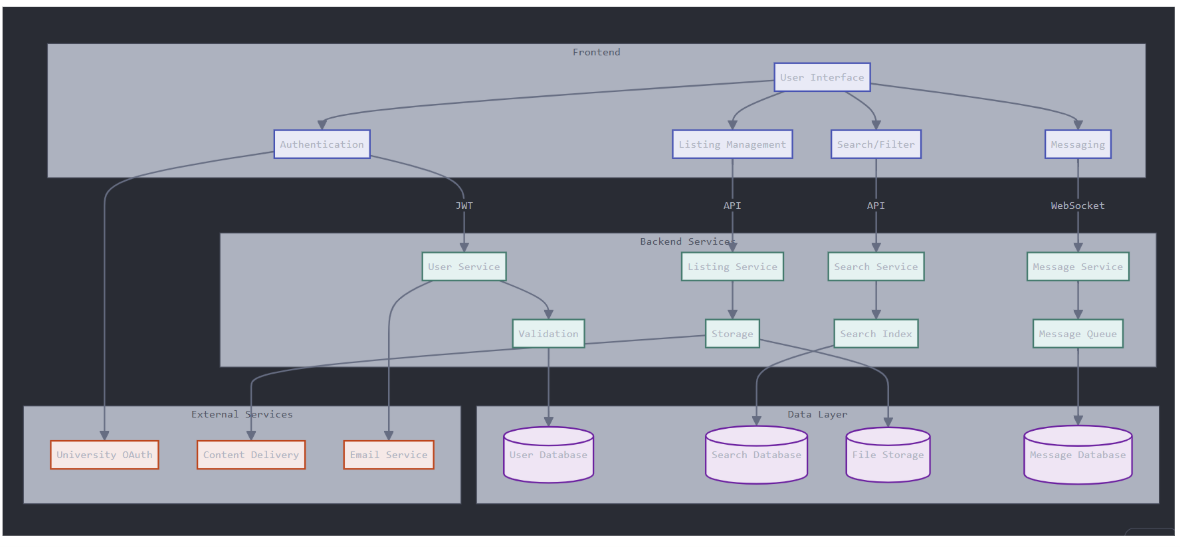 Frontend
User Interface
Authentication
Listing Management
Search/Filter
Messaging
JWT
API
API
WebSocket
Backend Services
User Service
Listing Service
Search Service
Message Service
Validation
Storage
Search Index
Message Queue
External Services
Data Layer
University OAuth
Content Delivery
Email Service
User Database
Search Database
File Storage
Message Database